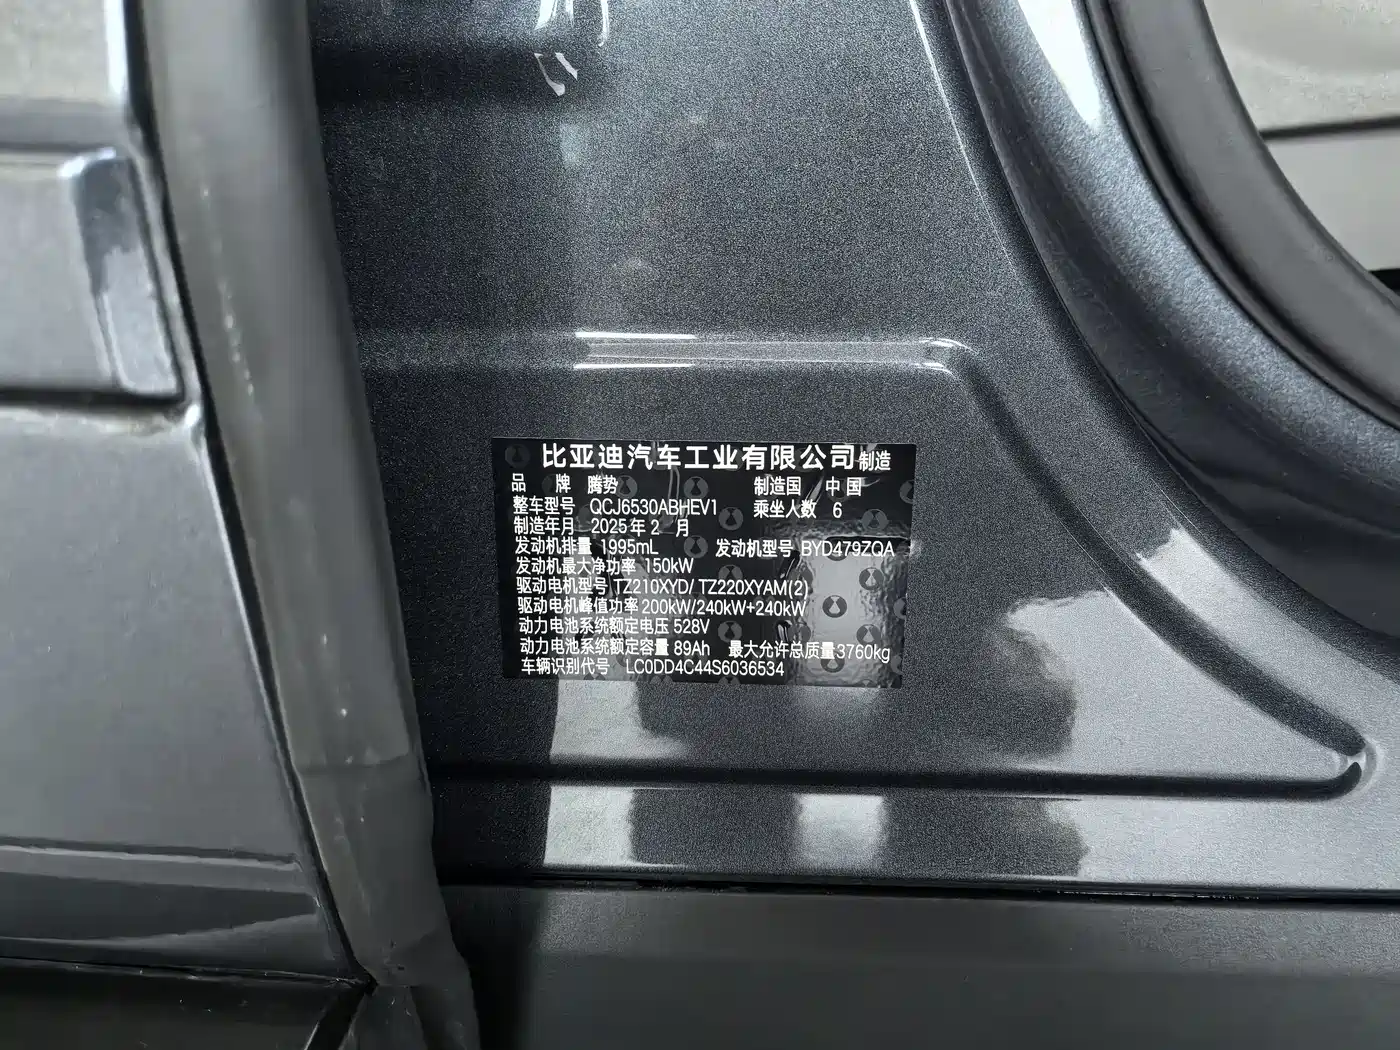 比亚迪汽车工业有限公司制造
品 牌 腾势 制造国 中国
整车型号 QCJ6530ABHEV1 乘坐人数 6
制造年月 2025年2 月
发动机排量 1995mL 发动机型号 BYD479ZQA
发动机最大净功率 150kW
驱动电机型号 TZ210XYD/ TZ220XYAM(2)
驱动电机峰值功率 200kW/240kW+240kW
动力电池系统额定电压 528V
动力电池系统额定容量 89Ah 最大允许总质量3760kg
车辆识别代号 LC0DD4C44S6036534